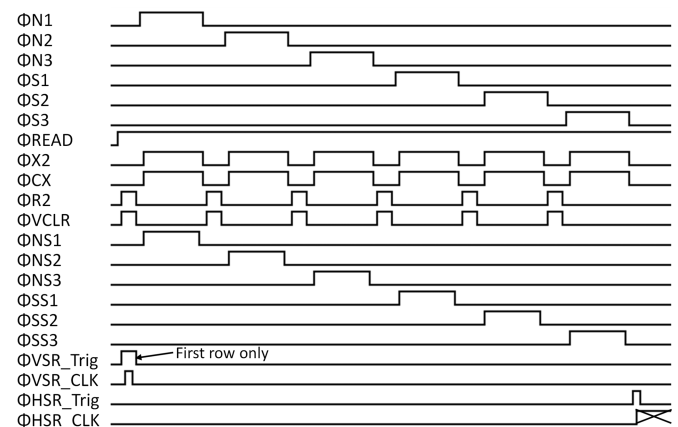 ΦN1
ΦN2
ΦN3
ΦS1
ΦS2
ΦS3
ΦREAD
ΦX2
ΦCX
ΦR2
ΦVCLR
ΦNS1
ΦNS2
ΦNS3
ΦSS1
ΦSS2
ΦSS3
ΦVSR_Trig First row only
ΦVSR_CLK
ΦHSR_Trig
ΦHSR_CLK